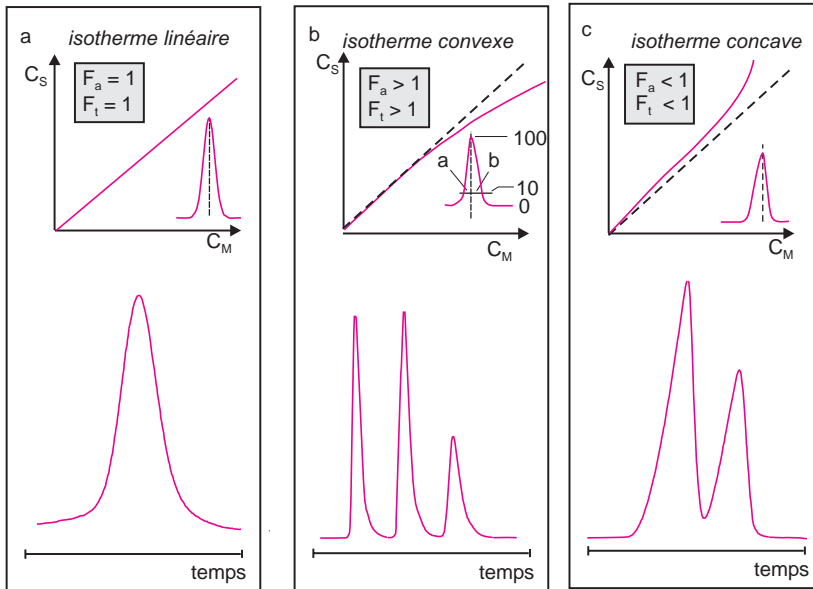 a
isotherme linéaire
C_S
F_a = 1
F_t = 1
C_M
temps
b
isotherme convexe
C_S
F_a > 1
F_t > 1
100
a
b
10
0
C_M
temps
c
isotherme concave
C_S
F_a < 1
F_t < 1
C_M
temps